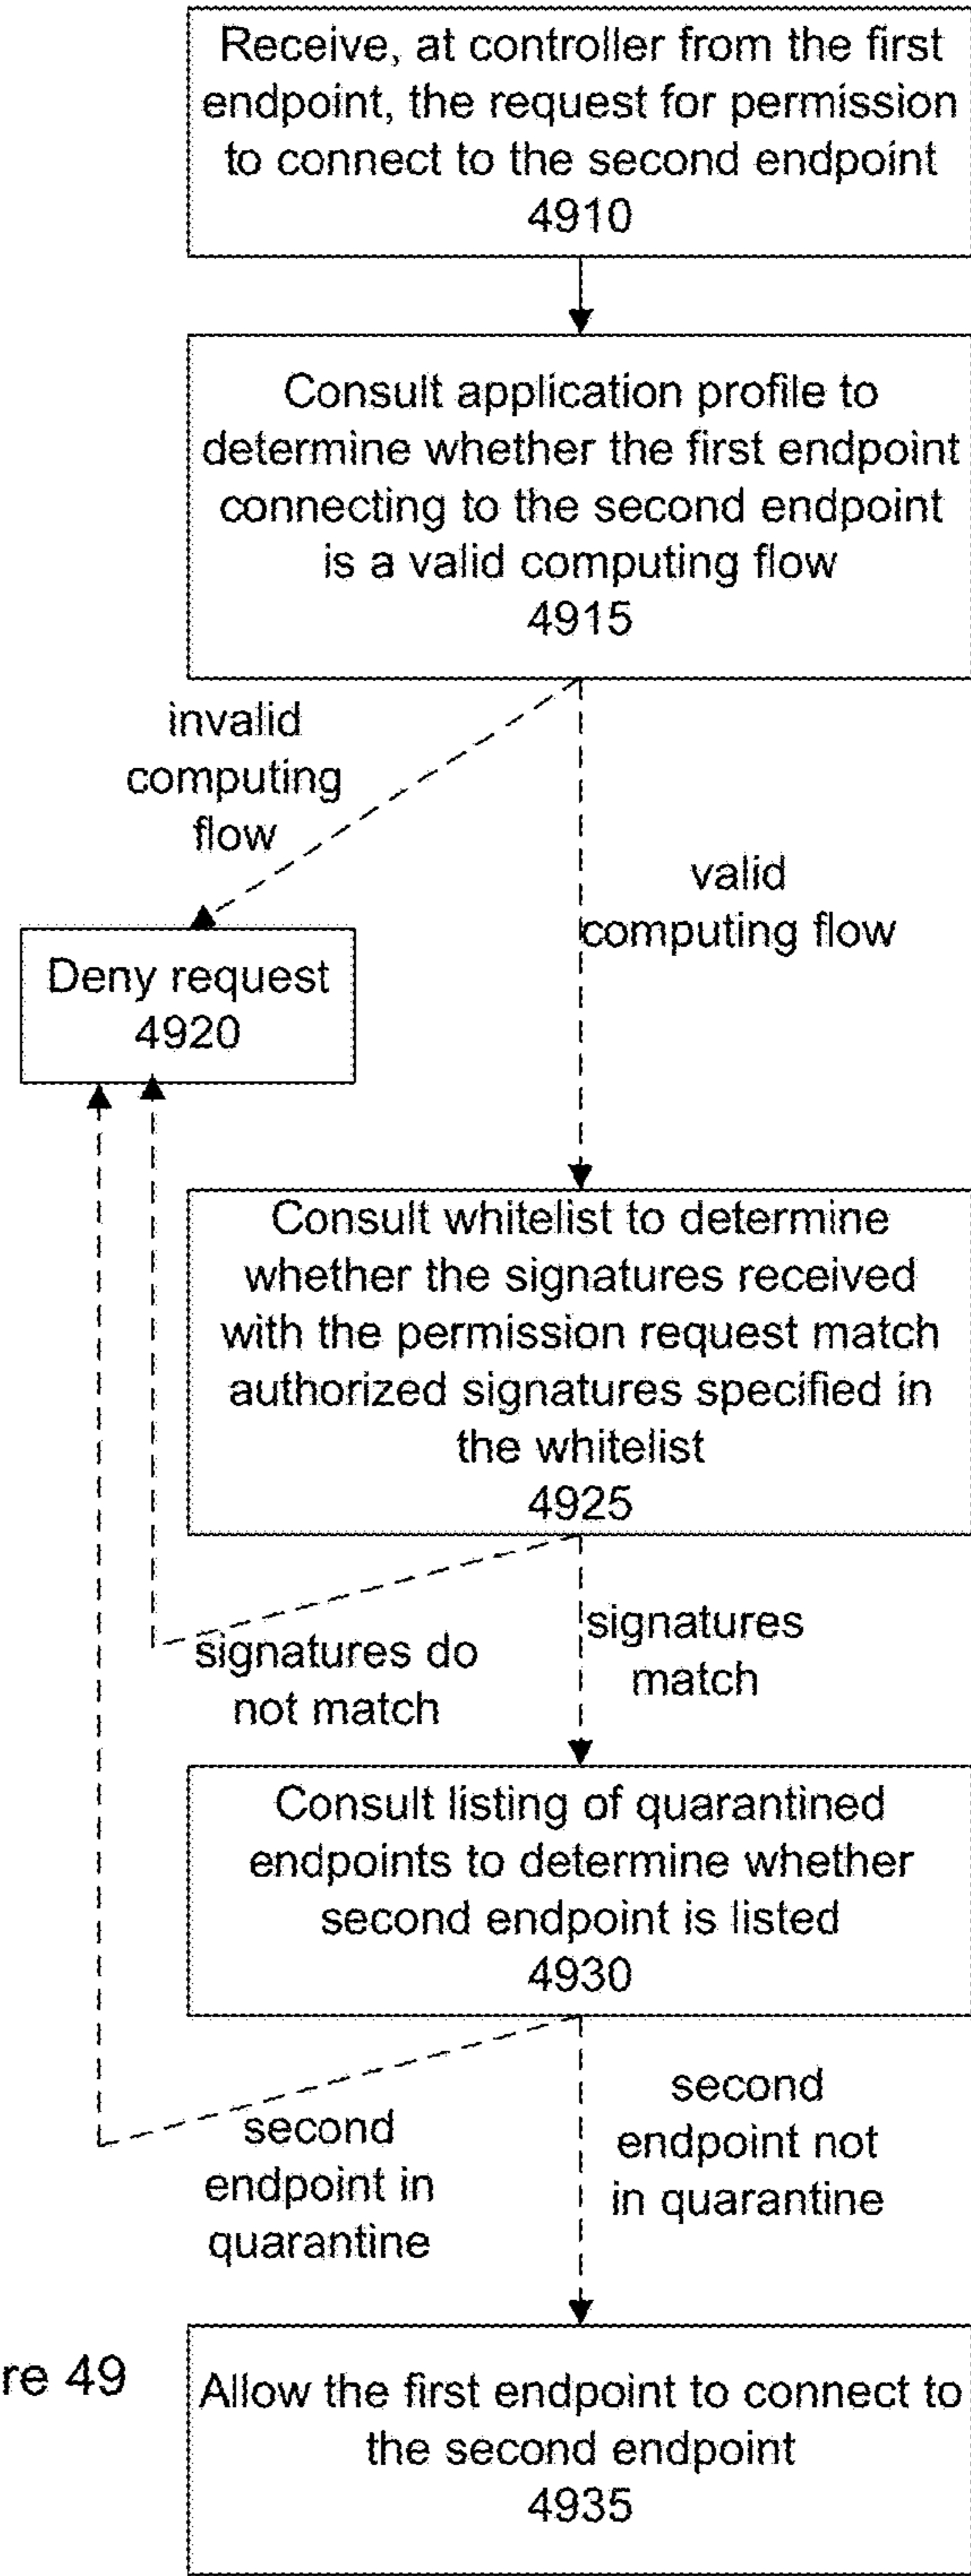 Receive, at controller from the first
endpoint, the request for permission
to connect to the second endpoint
4910
Consult application profile to
determine whether the first endpoint
connecting to the second endpoint
is a valid computing flow
4915
invalid
computing
flow
valid
computing flow
Deny request
4920
Consult whitelist to determine
whether the signatures received
with the permission request match
authorized signatures specified in
the whitelist
4925
signatures do
not match
signatures
match
Consult listing of quarantined
endpoints to determine whether
second endpoint is listed
4930
second
endpoint in
quarantine
second
endpoint not
in quarantine
re 49
Allow the first endpoint to connect to
the second endpoint
4935